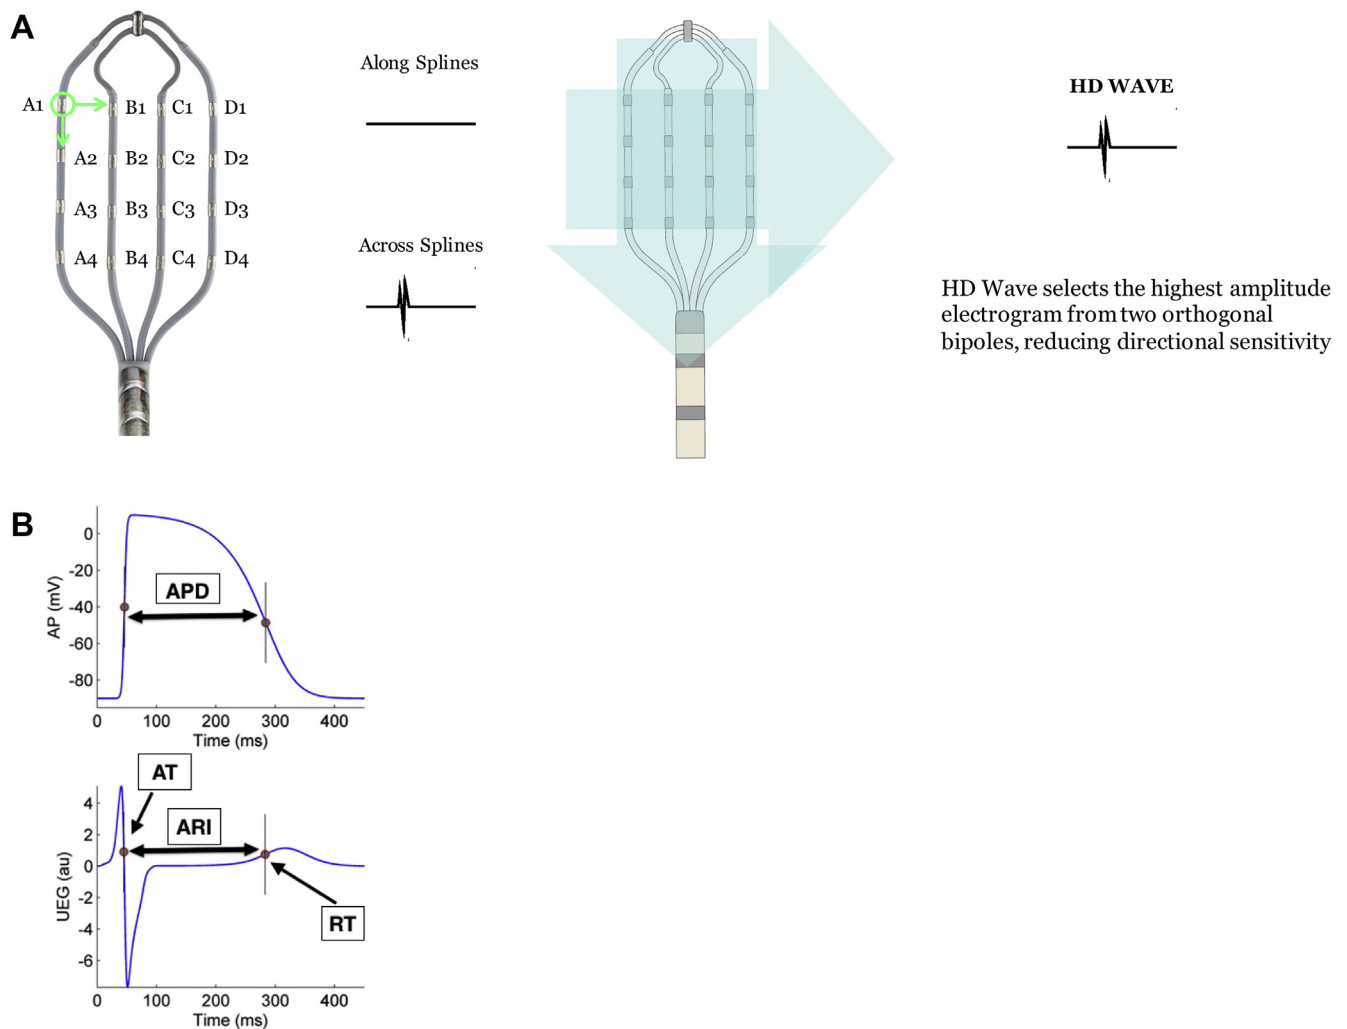 A
A1
B1
C1
D1
A2
B2
C2
D2
A3
B3
C3
D3
A4
B4
C4
D4
Along Splines
Across Splines
HD WAVE
HD Wave selects the highest amplitude
electrogram from two orthogonal
bipoles, reducing directional sensitivity
B
AP (mV)
0
-20
-40
-60
-80
APD
0 100 200 300 400
Time (ms)
UEG (au)
4
2
0
-2
-4
-6
AT
ARI
RT
0 100 200 300 400
Time (ms)